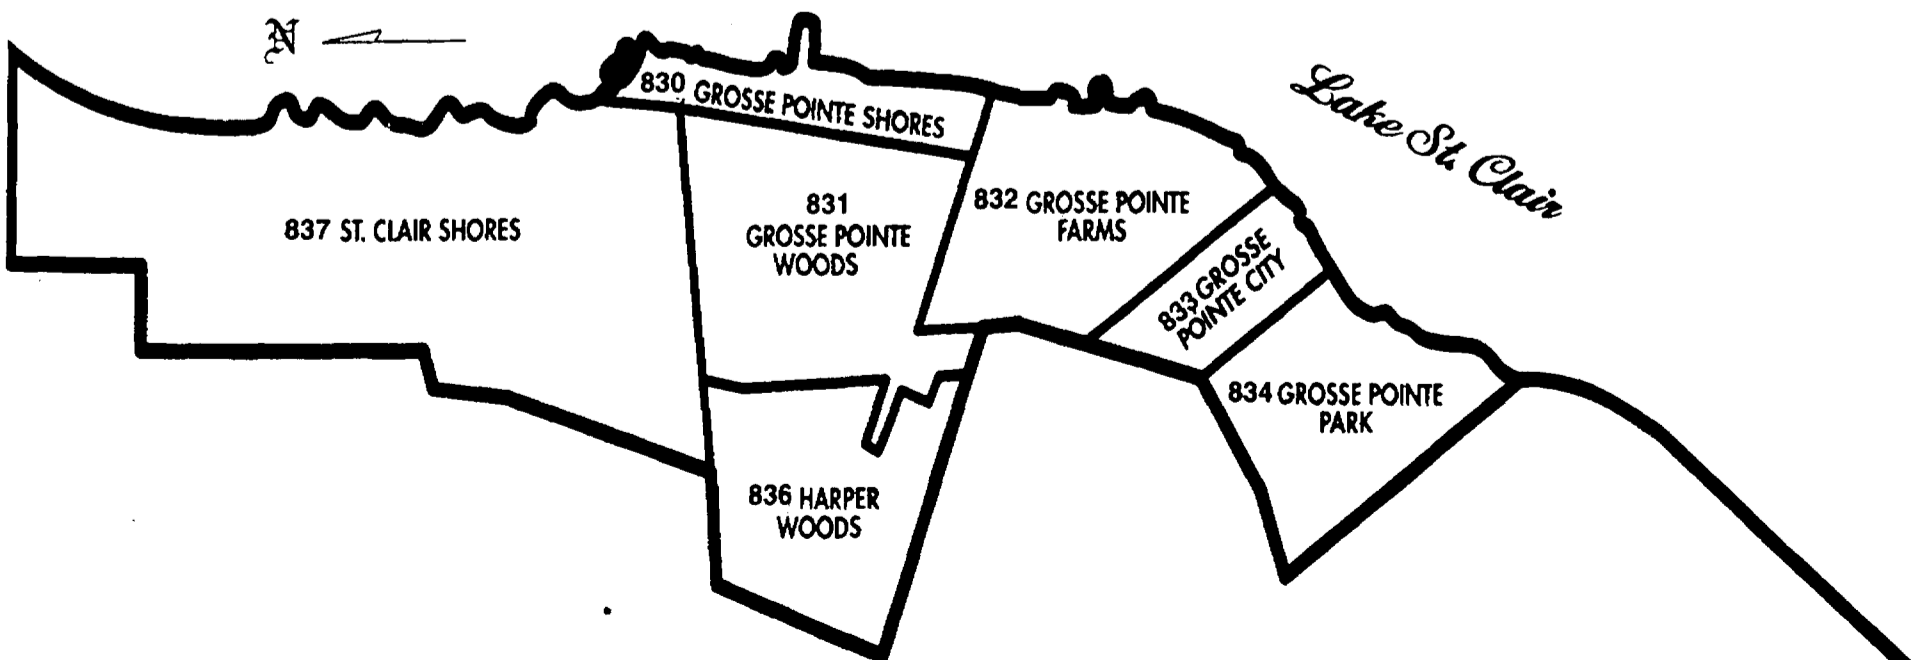 N
830 GROSSE POINTE SHORES
Lake St. Clair
837 ST. CLAIR SHORES
831
GROSSE POINTE
WOODS
832 GROSSE POINTE
FARMS
833 GROSSE
POINTE CITY
834 GROSSE POINTE
PARK
836 HARPER
WOODS